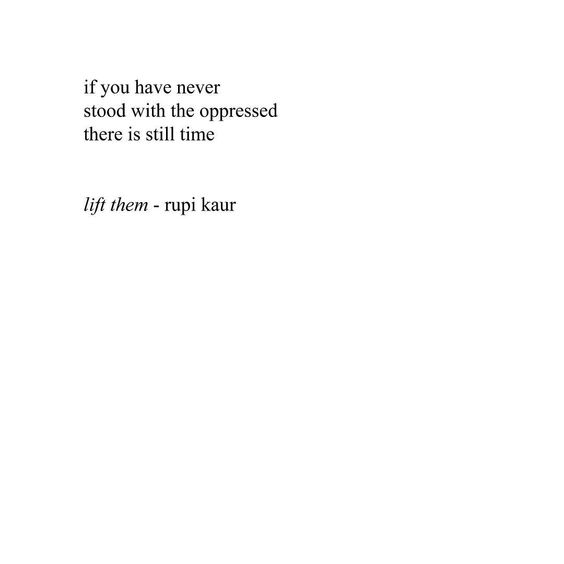 if you have never
stood with the oppressed
there is still time
lift them - rupi kaur